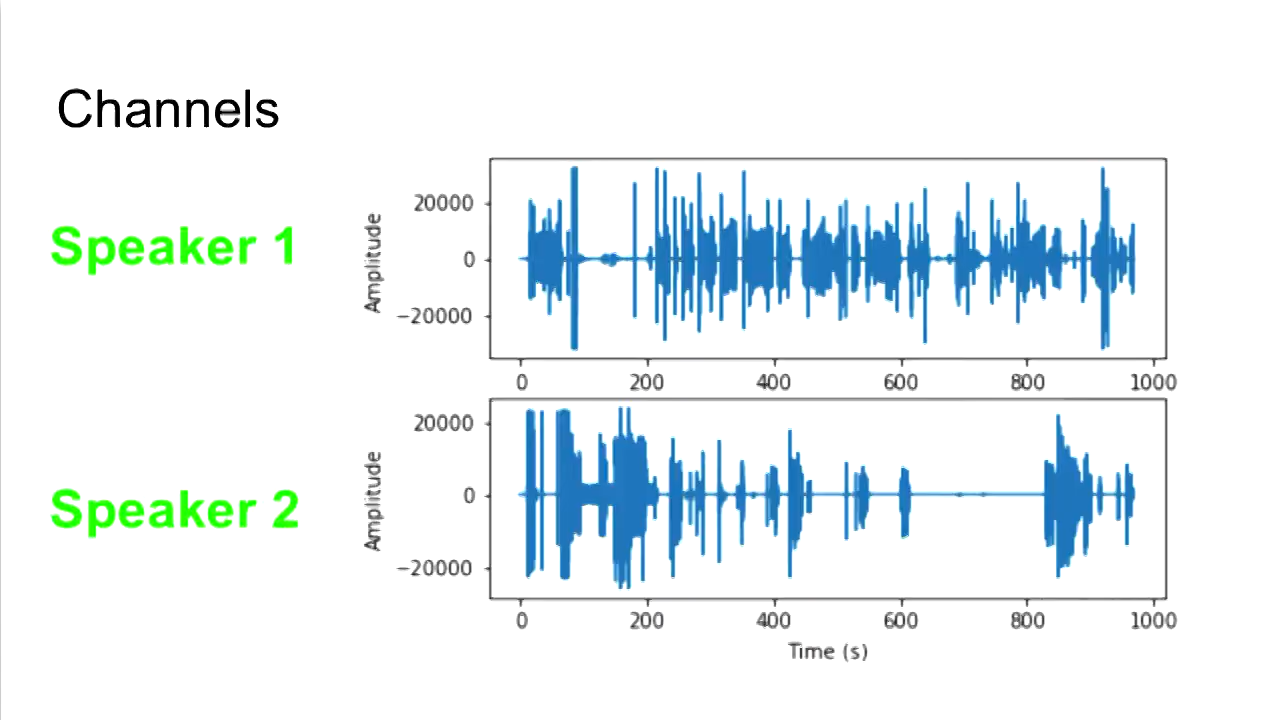 Channels
Speaker 1
Amplitude
20000
0
−20000
0 200 400 600 800 1000
Speaker 2
Amplitude
20000
0
−20000
0 200 400 600 800 1000
Time (s)